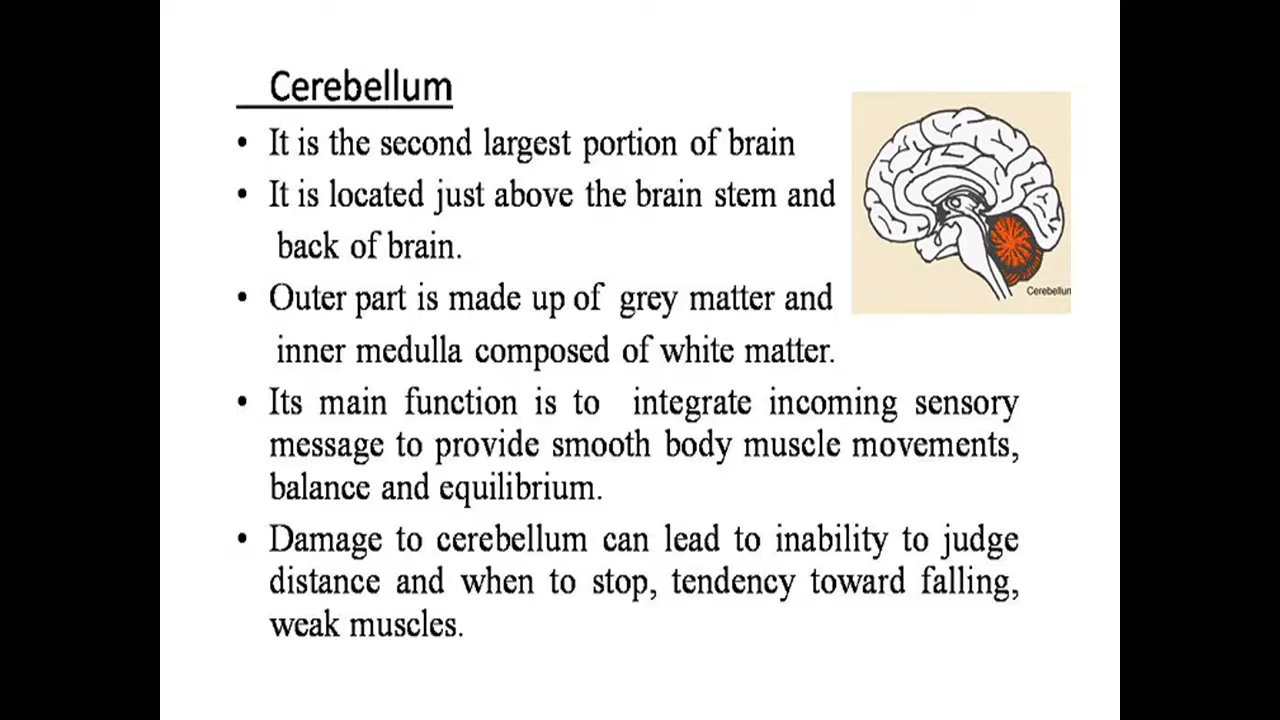 Cerebellum
• It is the second largest portion of brain
• It is located just above the brain stem and
back of brain.
• Outer part is made up of grey matter and
inner medulla composed of white matter.
• Its main function is to integrate incoming sensory
message to provide smooth body muscle movements,
balance and equilibrium.
• Damage to cerebellum can lead to inability to judge
distance and when to stop, tendency toward falling,
weak muscles.
Cerebellum